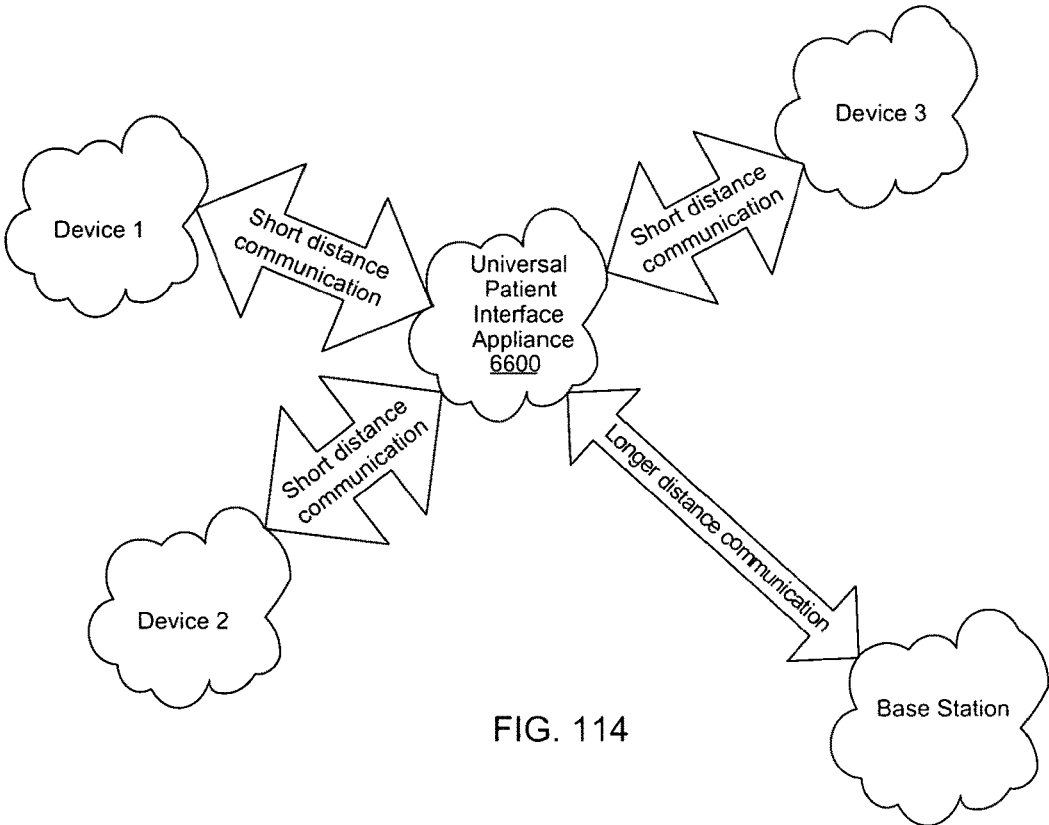 Device 3
Device 1
Short distance
communication
Short distance
communication
Universal
Patient
Interface
Appliance
6600
Short distance
communication
Longer distance communication
Device 2
Base Station
FIG. 114